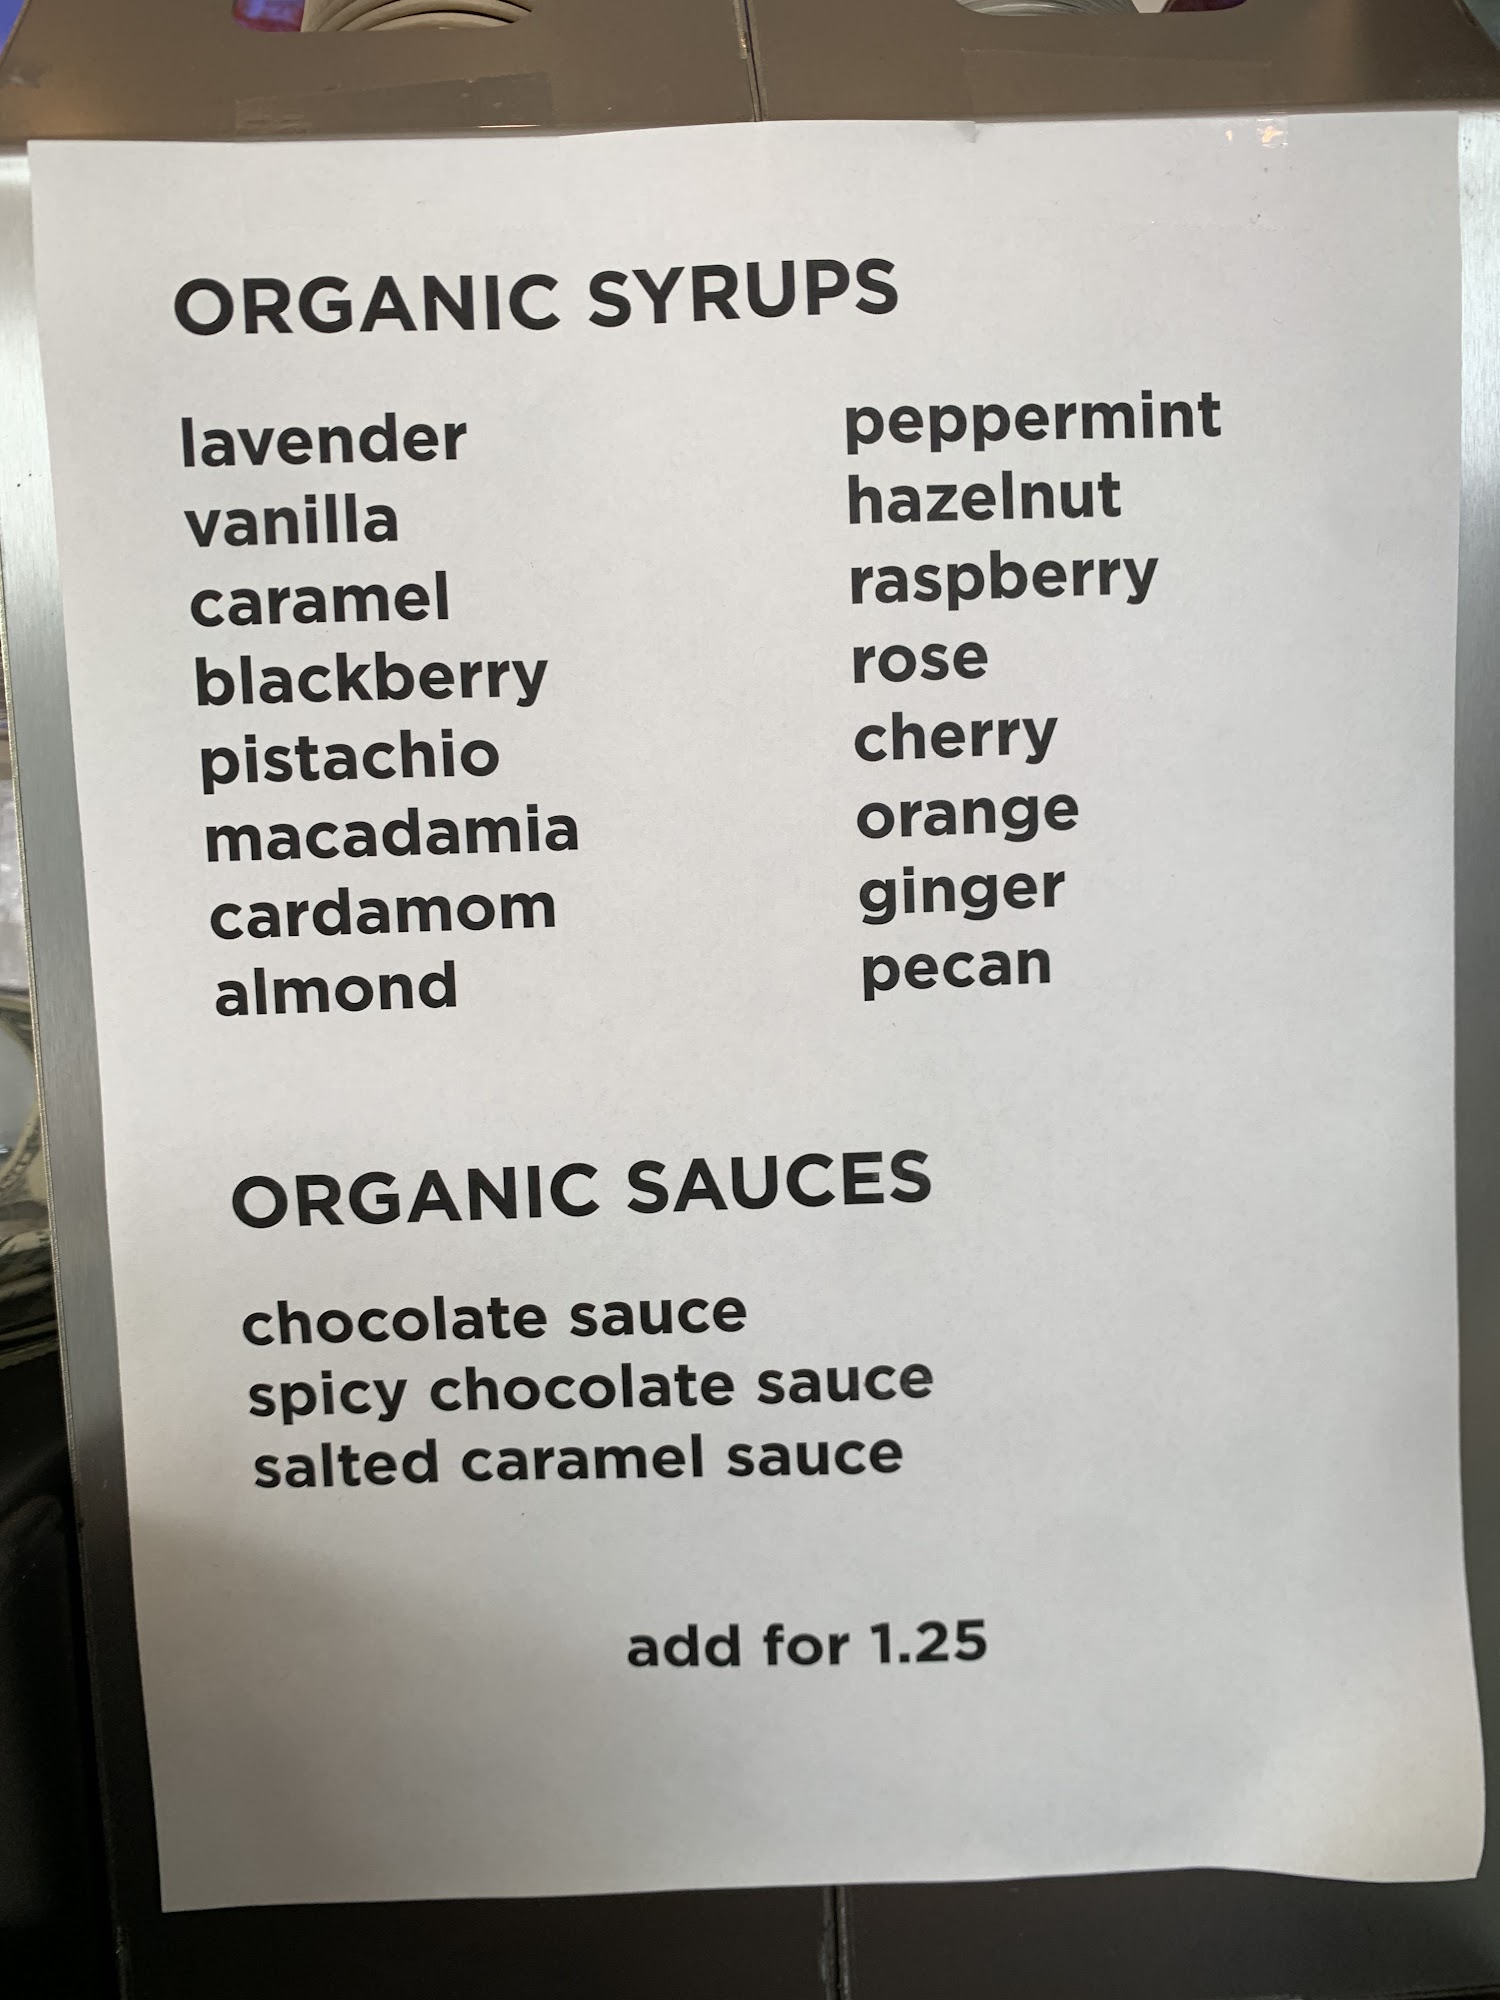 ORGANIC SYRUPS
lavender
vanilla
caramel
blackberry
pistachio
macadamia
cardamom
almond
peppermint
hazelnut
raspberry
rose
cherry
orange
ginger
pecan
ORGANIC SAUCES
chocolate sauce
spicy chocolate sauce
salted caramel sauce
add for 1.25